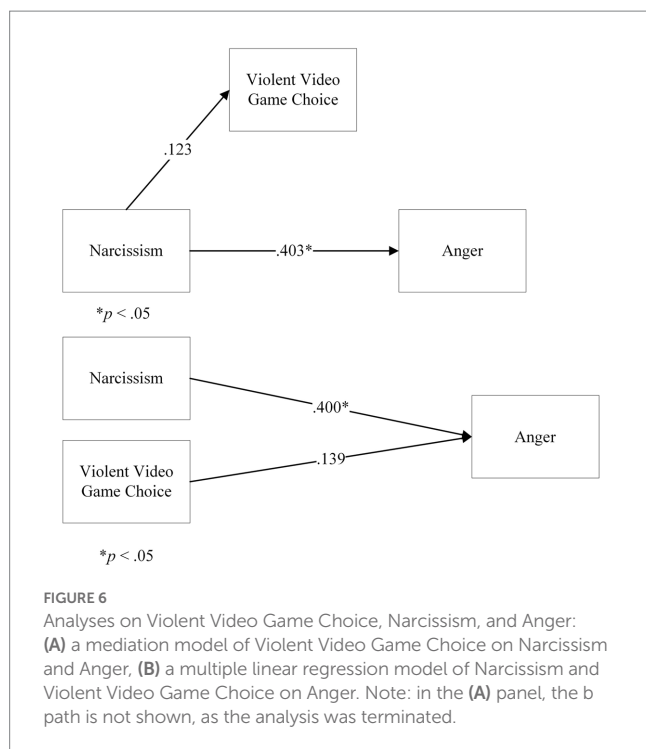 Violent Video
Game Choice
.123
Narcissism
.403*
Anger
*p < .05
Narcissism
.400*
Anger
.139
Violent Video
Game Choice
*p < .05
FIGURE 6
Analyses on Violent Video Game Choice, Narcissism, and Anger:
(A) a mediation model of Violent Video Game Choice on Narcissism
and Anger, (B) a multiple linear regression model of Narcissism and
Violent Video Game Choice on Anger. Note: in the (A) panel, the b
path is not shown, as the analysis was terminated.